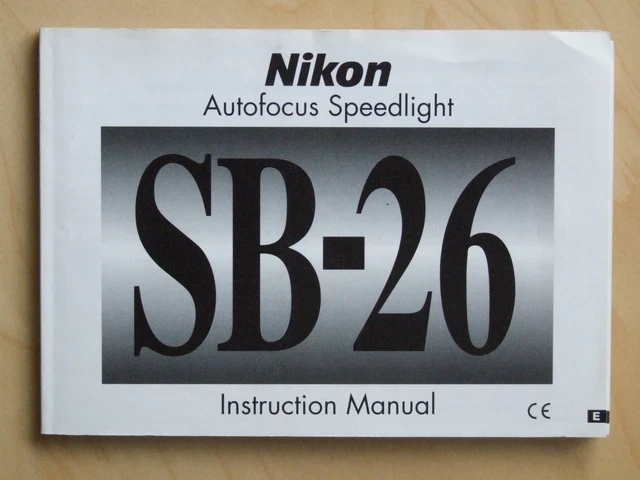 Nikon
Autofocus Speedlight
SB-26
Instruction Manual
CE
E